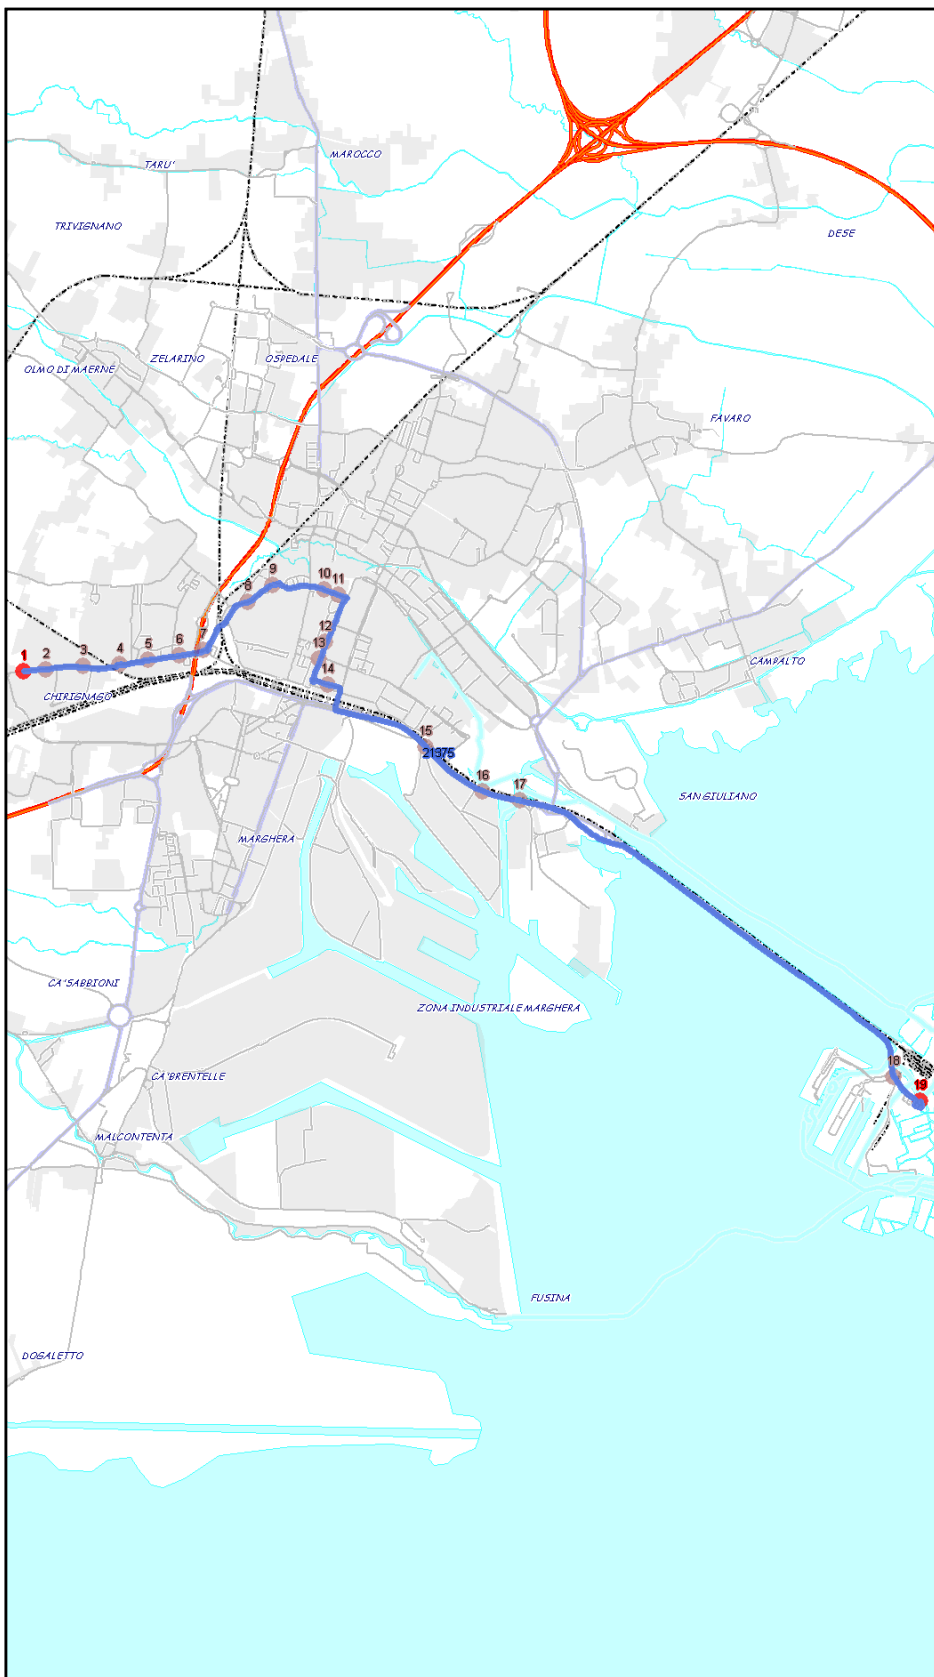 MAROCCO
TARU'
TRIVIGNANO
DESE
ZELARINO
OSPEDALE
OLMO DI MAERNE
FAVARO
9
8
10
11
12
7
13
6
5
4
3
2
1
14
CAMPALTO
CHIRIGNAGO
15
21375
16
17
SAN GIULIANO
MARGHERA
CA'SABBIONI
ZONA INDUSTRIALE MARGHERA
18
CA'BRENTELLE
19
MALCONTENTA
FUSINA
DOGALETTO